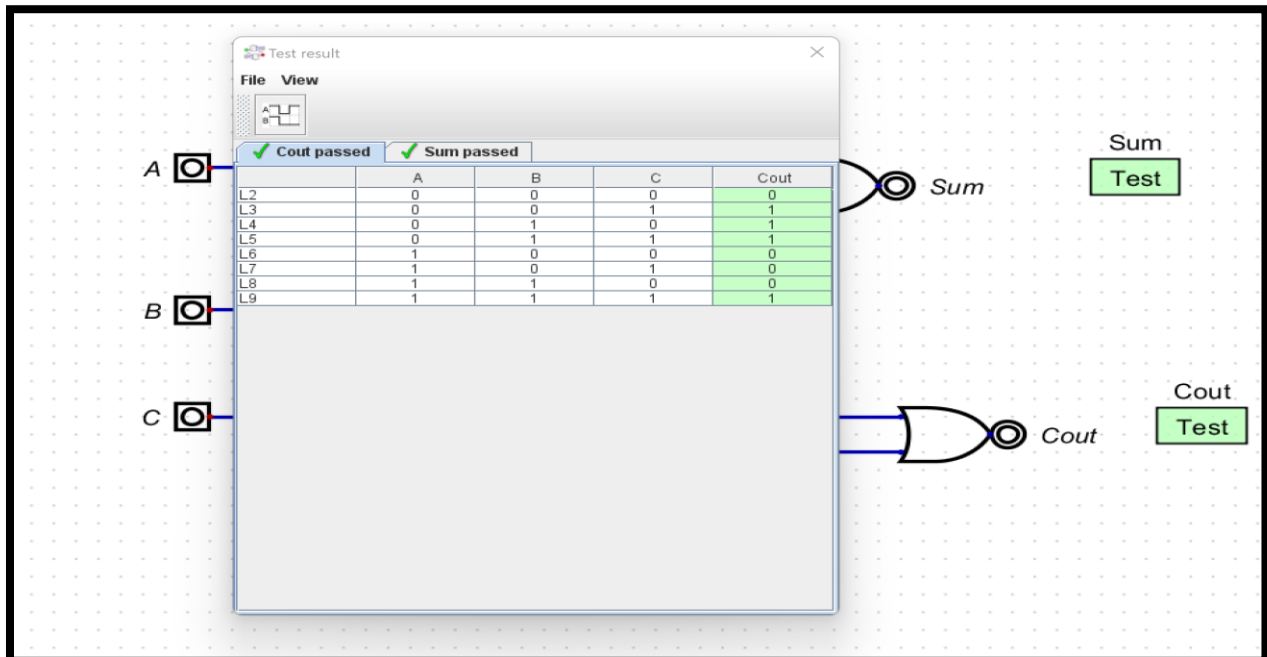 Test result
File View
A
B
Cout passed Sum passed
A B C Cout
L2 0 0 0 0
L3 0 0 1 1
L4 0 1 0 1
L5 0 1 1 1
L6 1 0 0 0
L7 1 0 1 0
L8 1 1 0 0
L9 1 1 1 1
A
B
C
Sum
Sum
Test
Cout
Cout
Test